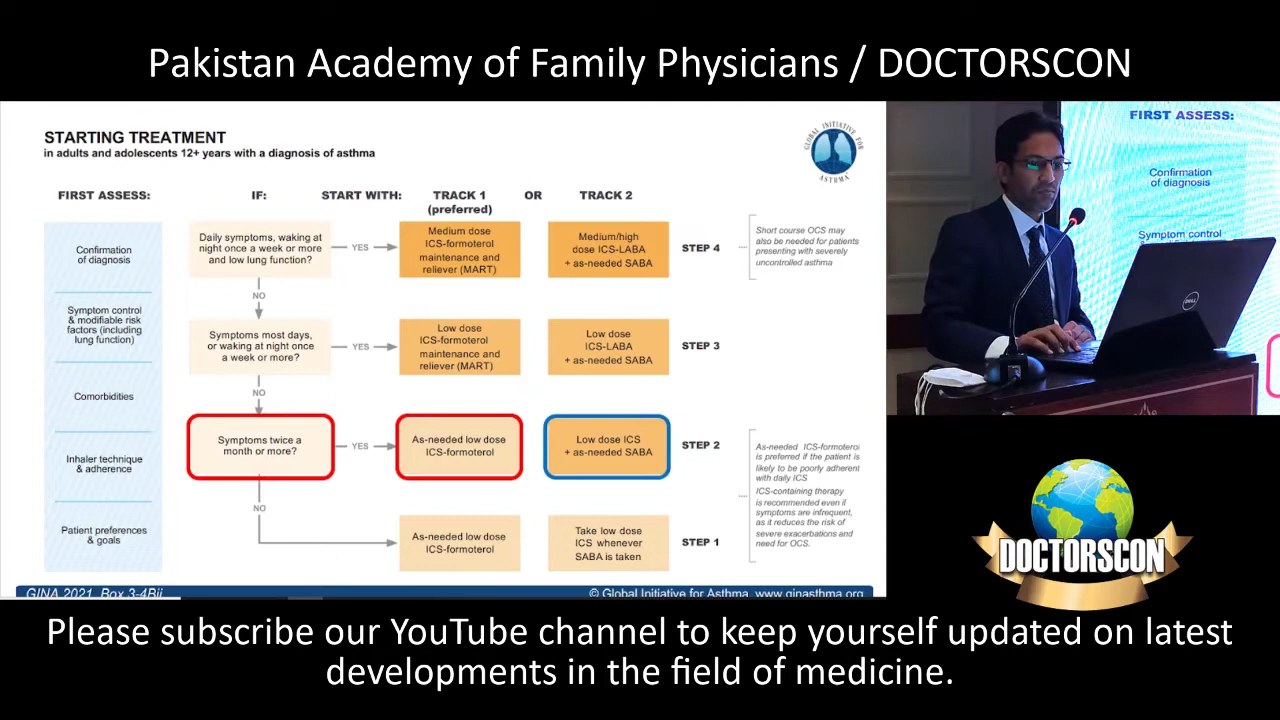 Pakistan Academy of Family Physicians / DOCTORSCON
STARTING TREATMENT
in adults and adolescents 12+ years with a diagnosis of asthma
GLOBAL INITIATIVE FOR
ASTHMA
FIRST ASSESS:
IF:
START WITH:
TRACK 1
(preferred)
OR
TRACK 2
Confirmation
of diagnosis
Symptom control
& modifiable risk
factors (including
lung function)
Comorbidities
Inhaler technique
& adherence
Patient preferences
& goals
Daily symptoms, waking at
night once a week or more
and low lung function?
YES
Medium dose
ICS-formoterol
maintenance and
reliever (MART)
Medium/high
dose ICS-LABA
+ as-needed SABA
STEP 4
Short course OCS may
also be needed for patients
presenting with severely
uncontrolled asthma
NO
Symptoms most days,
or waking at night once
a week or more?
YES
Low dose
ICS-formoterol
maintenance and
reliever (MART)
Low dose
ICS-LABA
+ as-needed SABA
STEP 3
NO
Symptoms twice a
month or more?
YES
As-needed low dose
ICS-formoterol
Low dose ICS
+ as-needed SABA
STEP 2
As-needed ICS-formoterol
is preferred if the patient is
likely to be poorly adherent
with daily ICS
ICS-containing therapy
is recommended even if
symptoms are infrequent,
as it reduces the risk of
severe exacerbations and
need for OCS.
NO
As-needed low dose
ICS-formoterol
Take low dose
ICS whenever
SABA is taken
STEP 1
GINA 2021, Box 3-4Bii
© Global Initiative for Asthma, www.ginasthma.org
FIRST ASSESS:
Confirmation
of diagnosis
Symptom control
DELL
DOCTORSCON
Please subscribe our YouTube channel to keep yourself updated on latest
developments in the field of medicine.